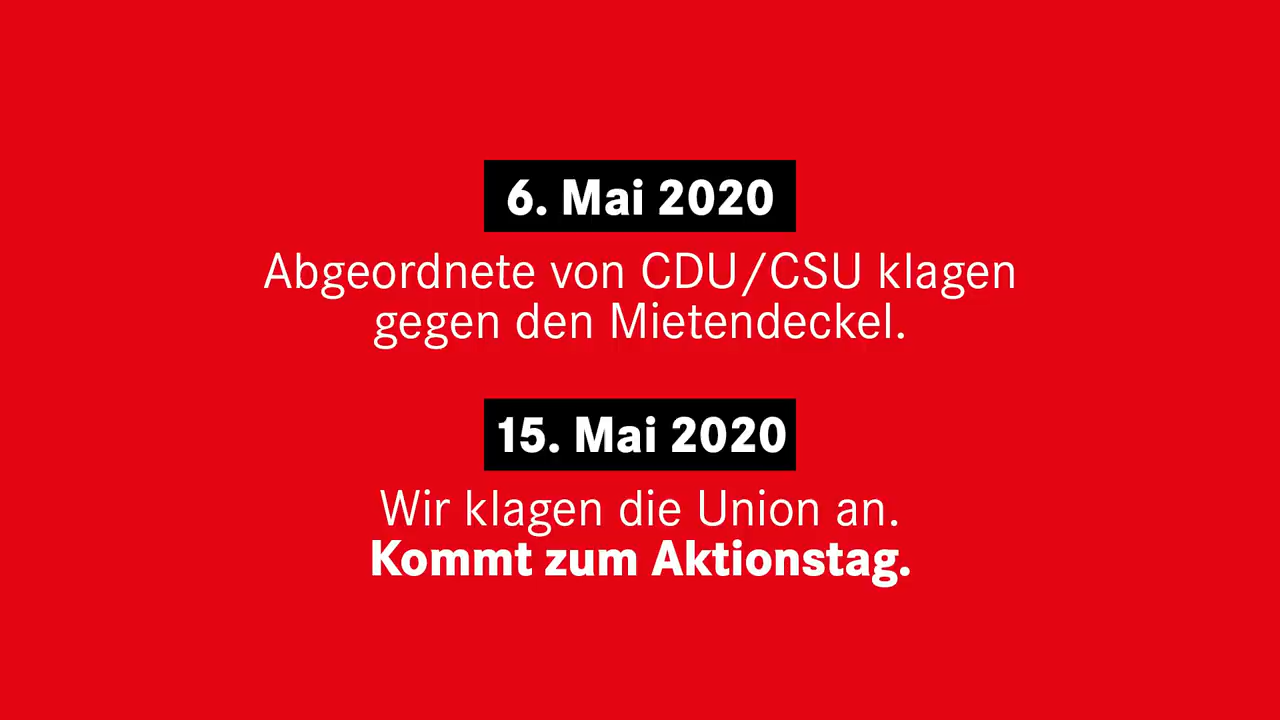 6. Mai 2020
Abgeordnete von CDU/CSU klagen
gegen den Mietendeckel.
15. Mai 2020
Wir klagen die Union an.
Kommt zum Aktionstag.